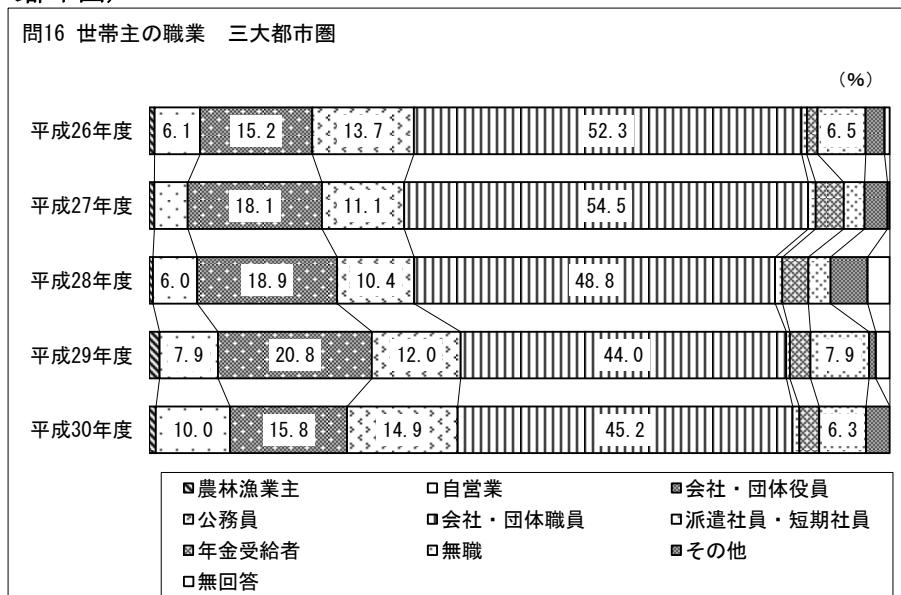 問16 世帯主の職業　三大都市圏
（%）
平成26年度 6.1 15.2 13.7 52.3 6.5
平成27年度 18.1 11.1 54.5
平成28年度 6.0 18.9 10.4 48.8
平成29年度 7.9 20.8 12.0 44.0 7.9
平成30年度 10.0 15.8 14.9 45.2 6.3
農林漁業主 自営業 会社・団体役員
公務員 会社・団体職員 派遣社員・短期社員
年金受給者 無職 その他
無回答